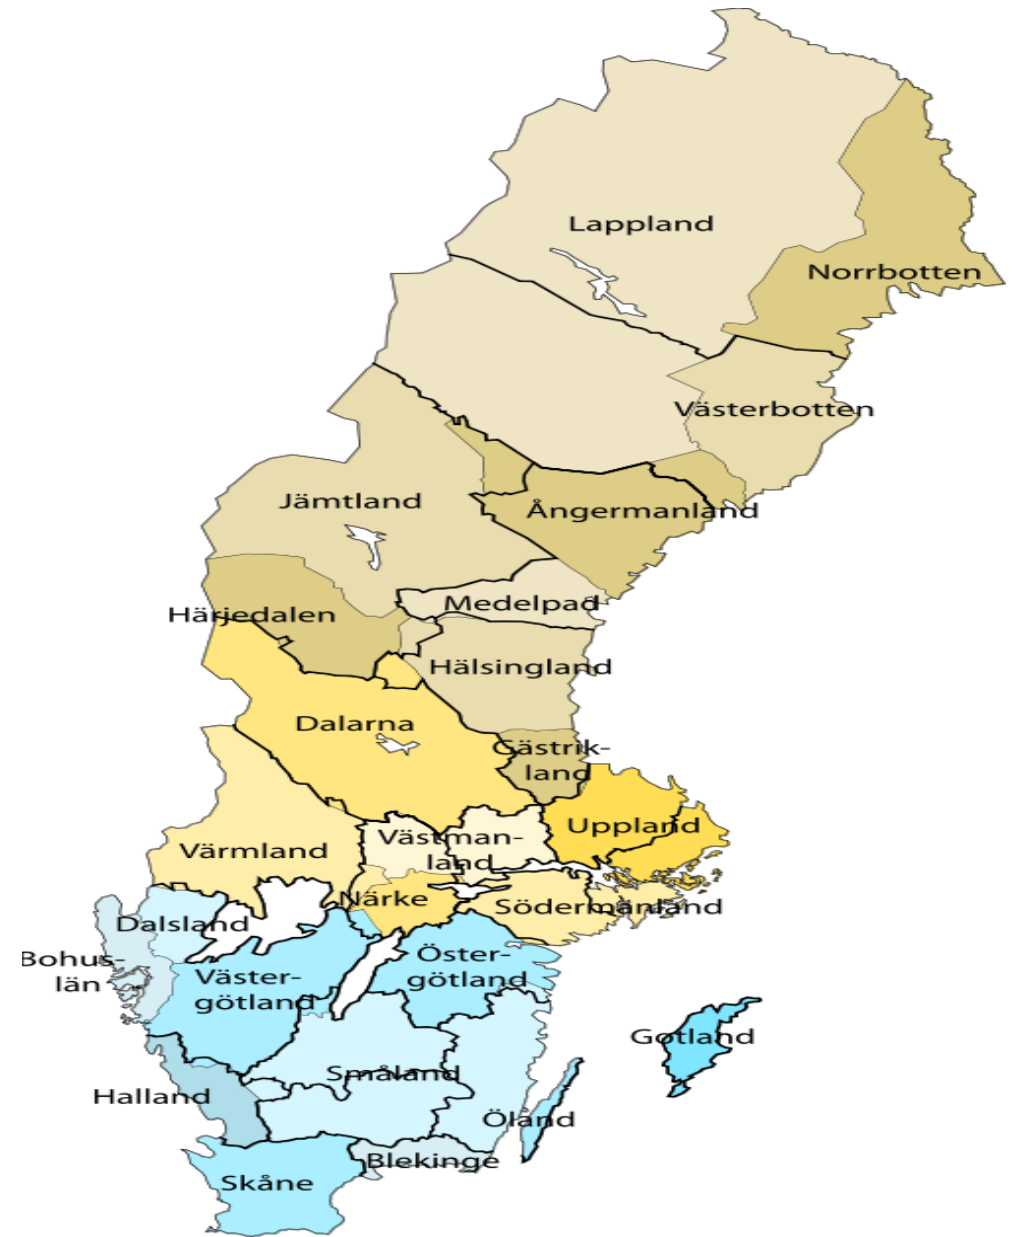 Lappland
Norrbotten
Västerbotten
Jämtland
Ångermanland
Medelpad
Härjedalen
Hälsingland
Dalarna
Gästrik-
land
Uppland
Västman-
land
Värmland
Närke
Södermanland
Dalsland
Bohus-
län
Öster-
götland
Väster-
götland
Gotland
Småland
Halland
Öland
Blekinge
Skåne